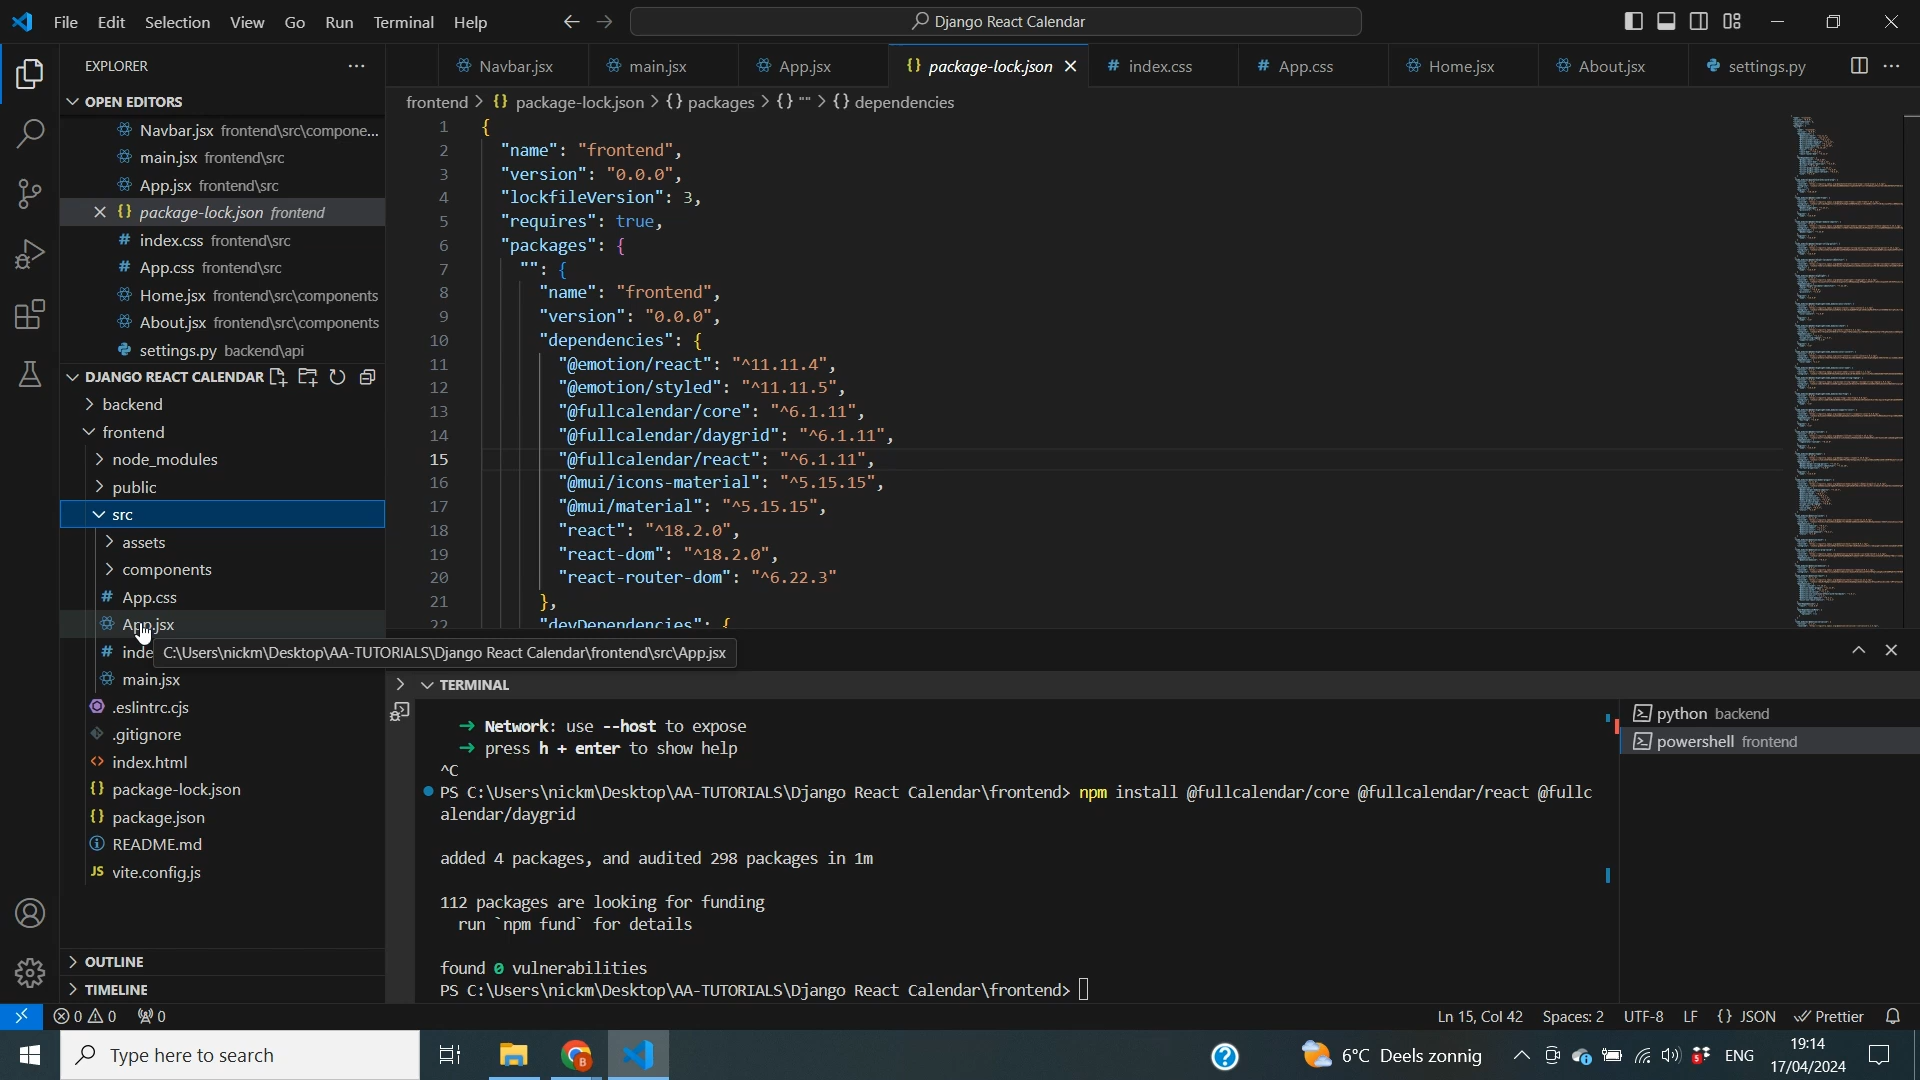 File Edit Selection View Go Run Terminal Help
Django React Calendar
EXPLORER
OPEN EDITORS
Navbar.jsx frontend\src\compone...
main.jsx frontend\src
App.jsx frontend\src
package-lock.json frontend
index.css frontend\src
App.css frontend\src
Home.jsx frontend\src\components
About.jsx frontend\src\components
settings.py backend\api
DJANGO REACT CALENDAR
backend
frontend
node_modules
public
src
assets
components
App.css
App.jsx
inde
main.jsx
.eslintrc.cjs
.gitignore
index.html
package-lock.json
package.json
README.md
vite.config.js
OUTLINE
TIMELINE
Navbar.jsx main.jsx App.jsx package-lock.json index.css App.css Home.jsx About.jsx settings.py
frontend > {} package-lock.json > {} packages > {} "" > {} dependencies
1 {
2 "name": "frontend",
3 "version": "0.0.0",
4 "lockfileVersion": 3,
5 "requires": true,
6 "packages": {
7 "": {
8 "name": "frontend",
9 "version": "0.0.0",
10 "dependencies": {
11 "@emotion/react": "^11.11.4",
12 "@emotion/styled": "^11.11.5",
13 "@fullcalendar/core": "^6.1.11",
14 "@fullcalendar/daygrid": "^6.1.11",
15 "@fullcalendar/react": "^6.1.11",
16 "@mui/icons-material": "^5.15.15",
17 "@mui/material": "^5.15.15",
18 "react": "^18.2.0",
19 "react-dom": "^18.2.0",
20 "react-router-dom": "^6.22.3"
21 },
22 "devDependencies": {
C:\Users\nickm\Desktop\AA-TUTORIALS\Django React Calendar\frontend\src\App.jsx
TERMINAL
→ Network: use --host to expose
→ press h + enter to show help
^C
PS C:\Users\nickm\Desktop\AA-TUTORIALS\Django React Calendar\frontend> npm install @fullcalendar/core @fullcalendar/react @fullc
alendar/daygrid
added 4 packages, and audited 298 packages in 1m
112 packages are looking for funding
run `npm fund` for details
found 0 vulnerabilities
PS C:\Users\nickm\Desktop\AA-TUTORIALS\Django React Calendar\frontend>
python backend
powershell frontend
0 0 0
Ln 15, Col 42 Spaces: 2 UTF-8 LF {} JSON Prettier
Type here to search
6°C Deels zonnig
ENG
19:14
17/04/2024